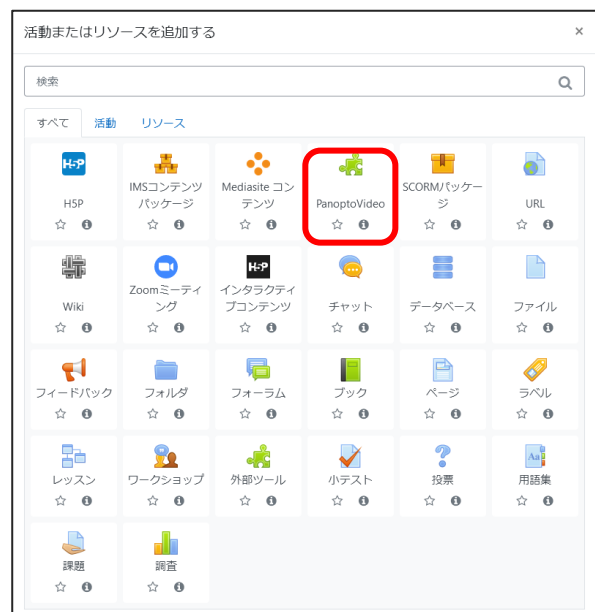 活動またはリソースを追加する ×
検索
すべて 活動 リソース
H5P
IMSコンテンツ
パッケージ
Mediasite コン
テンツ
PanoptoVideo
SCORMパッケー
ジ
URL
Wiki
Zoomミーティ
ング
H-P
インタラクティ
ブコンテンツ
チャット
データベース
ファイル
フィードバック
フォルダ
フォーラム
ブック
ページ
ラベル
レッスン
ワークショップ
外部ツール
小テスト
投票
用語集
課題
調査